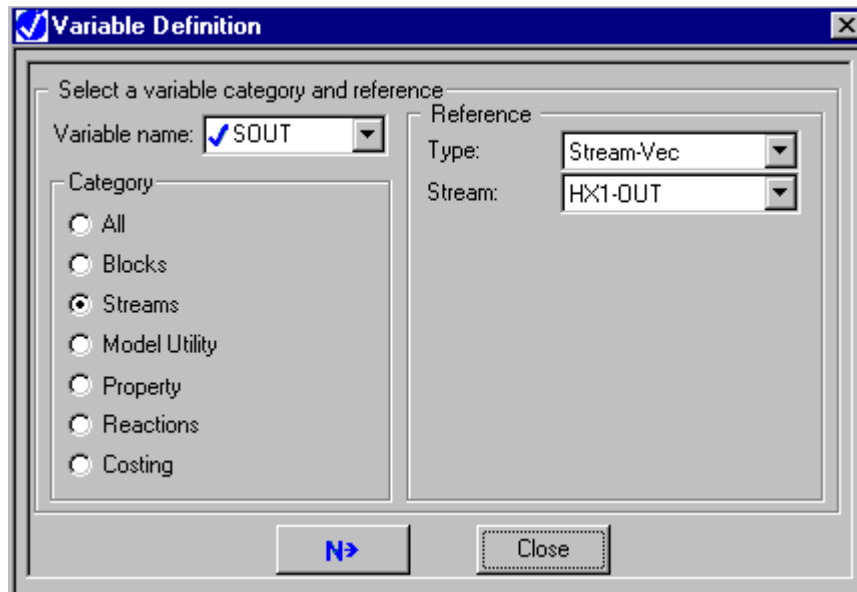 Variable Definition
Select a variable category and reference
Variable name: SOUT
Category
All
Blocks
Streams
Model Utility
Property
Reactions
Costing
Reference
Type: Stream-Vec
Stream: HX1-OUT
N
Close